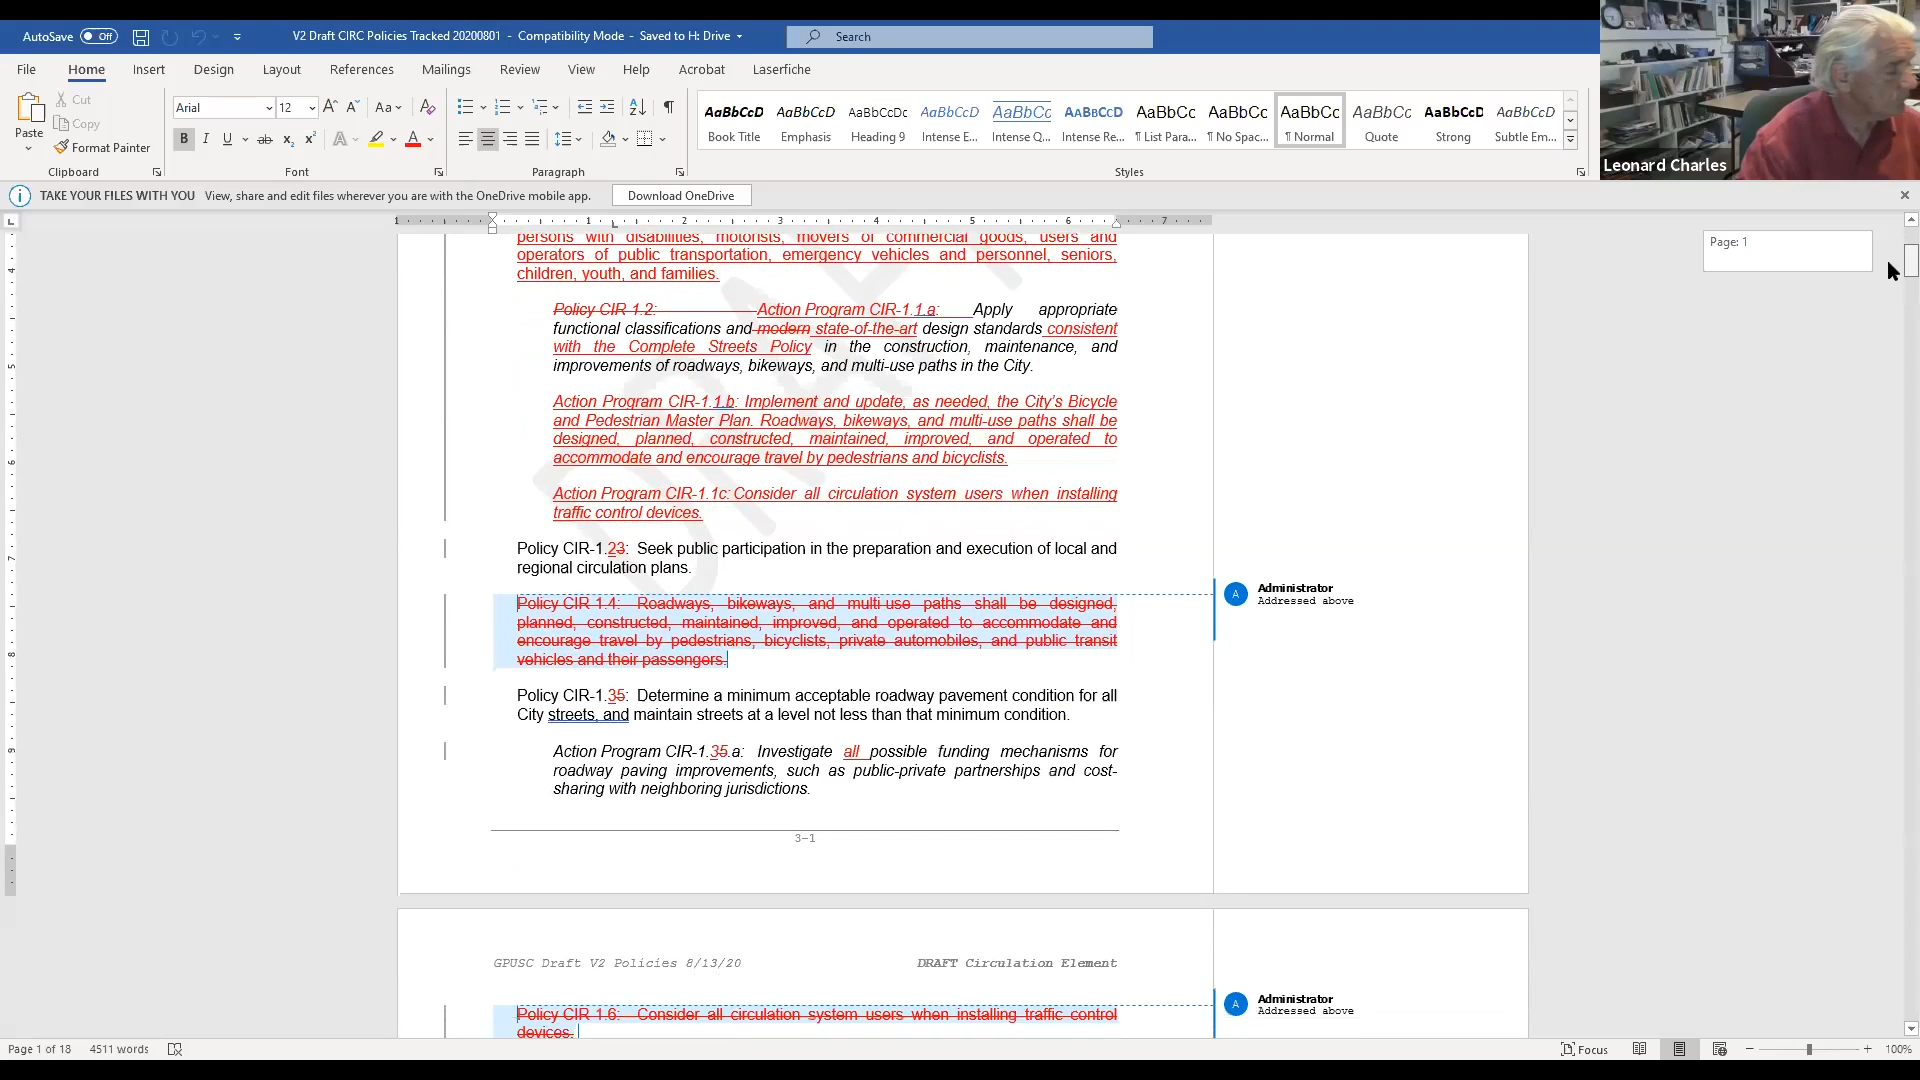 AutoSave Off V2 Draft CIRC Policies Tracked 20200801 - Compatibility Mode - Saved to H: Drive Search
File Home Insert Design Layout References Mailings Review View Help Acrobat Laserfiche
Paste Cut Copy Format Painter
Arial 12
AaBbCcD AaBbCcD AaBbCcDc AaBbCcD AaBbCcD AaBbCcD AaBbCc AaBbCc AaBbCc AaBbCc AaBbCcD AaBbCcD
Book Title Emphasis Heading 9 Intense E... Intense Q... Intense Re... ¶ List Para... ¶ No Spac... ¶ Normal Quote Strong Subtle Em...
Clipboard Font Paragraph Styles
Leonard Charles
TAKE YOUR FILES WITH YOU View, share and edit files wherever you are with the OneDrive mobile app. Download OneDrive
1 1 2 3 4 5 6 7
Page: 1
persons with disabilities, motorists, movers of commercial goods, users and
operators of public transportation, emergency vehicles and personnel, seniors,
children, youth, and families.
Policy CIR 1.2: Action Program CIR-1.1.a: Apply appropriate
functional classifications and modern state-of-the-art design standards consistent
with the Complete Streets Policy in the construction, maintenance, and
improvements of roadways, bikeways, and multi-use paths in the City.
Action Program CIR-1.1.b: Implement and update, as needed, the City's Bicycle
and Pedestrian Master Plan. Roadways, bikeways, and multi-use paths shall be
designed, planned, constructed, maintained, improved, and operated to
accommodate and encourage travel by pedestrians and bicyclists.
Action Program CIR-1.1c: Consider all circulation system users when installing
traffic control devices.
Policy CIR-1.23: Seek public participation in the preparation and execution of local and
regional circulation plans.
Policy CIR 1.4: Roadways, bikeways, and multi use paths shall be designed,
planned, constructed, maintained, improved, and operated to accommodate and
encourage travel by pedestrians, bicyclists, private automobiles, and public transit
vehicles and their passengers.
A Administrator
Addressed above
Policy CIR-1.35: Determine a minimum acceptable roadway pavement condition for all
City streets, and maintain streets at a level not less than that minimum condition.
Action Program CIR-1.35.a: Investigate all possible funding mechanisms for
roadway paving improvements, such as public-private partnerships and cost-
sharing with neighboring jurisdictions.
3-1
DRAFT
GPUSC Draft V2 Policies 8/13/20 DRAFT Circulation Element
Policy CIR 1.6: Consider all circulation system users when installing traffic control
devices.
A Administrator
Addressed above
Page 1 of 18 4511 words Focus 100%